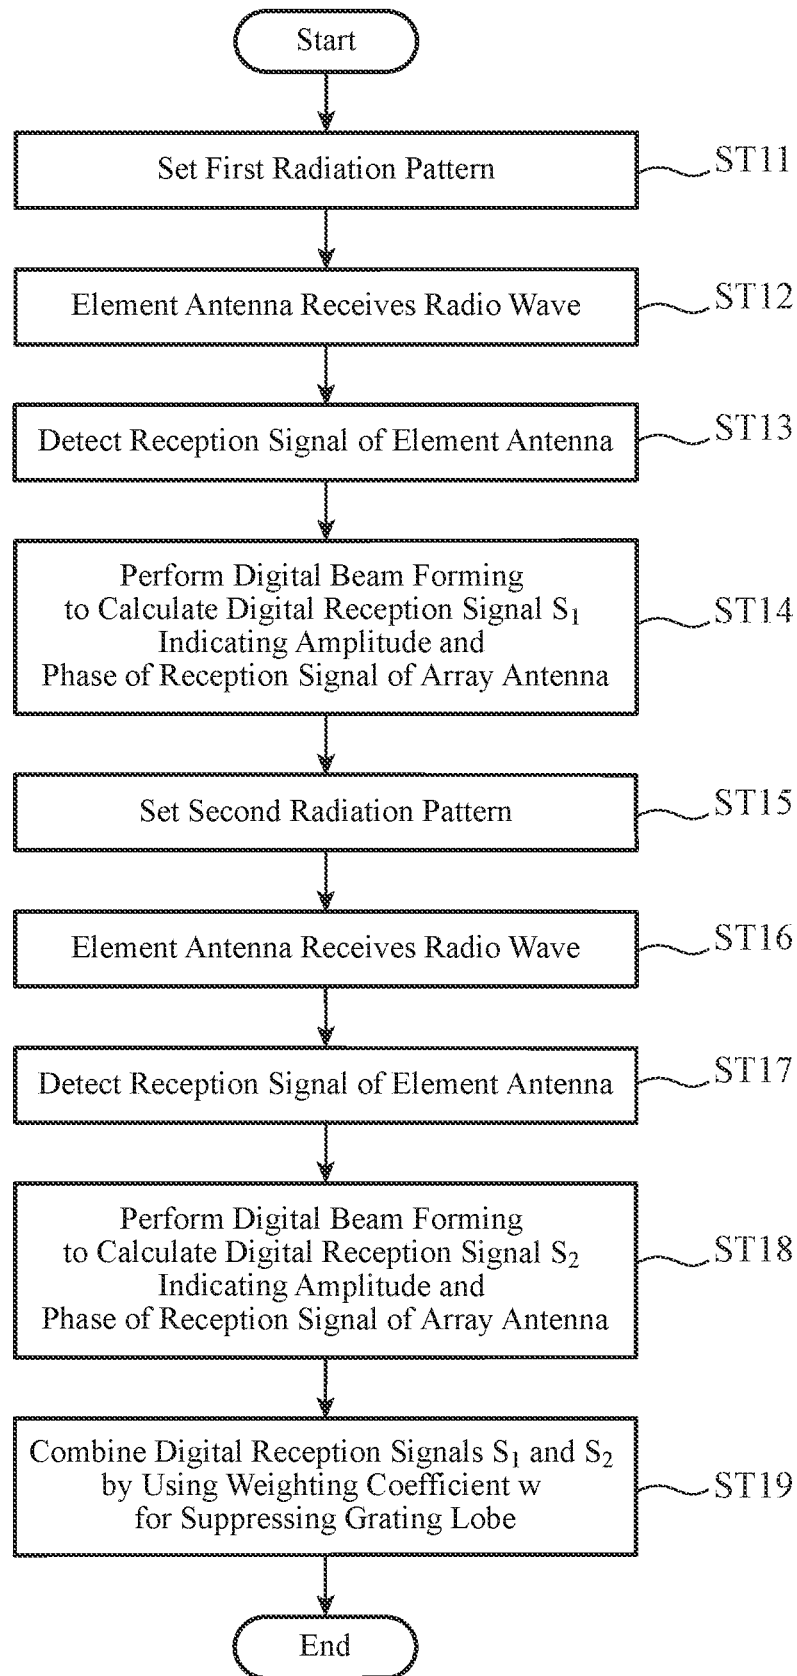 Start
Set First Radiation Pattern
ST11
Element Antenna Receives Radio Wave
ST12
Detect Reception Signal of Element Antenna
ST13
Perform Digital Beam Forming
to Calculate Digital Reception Signal S₁
Indicating Amplitude and
Phase of Reception Signal of Array Antenna
ST14
Set Second Radiation Pattern
ST15
Element Antenna Receives Radio Wave
ST16
Detect Reception Signal of Element Antenna
ST17
Perform Digital Beam Forming
to Calculate Digital Reception Signal S₂
Indicating Amplitude and
Phase of Reception Signal of Array Antenna
ST18
Combine Digital Reception Signals S₁ and S₂
by Using Weighting Coefficient w
for Suppressing Grating Lobe
ST19
End